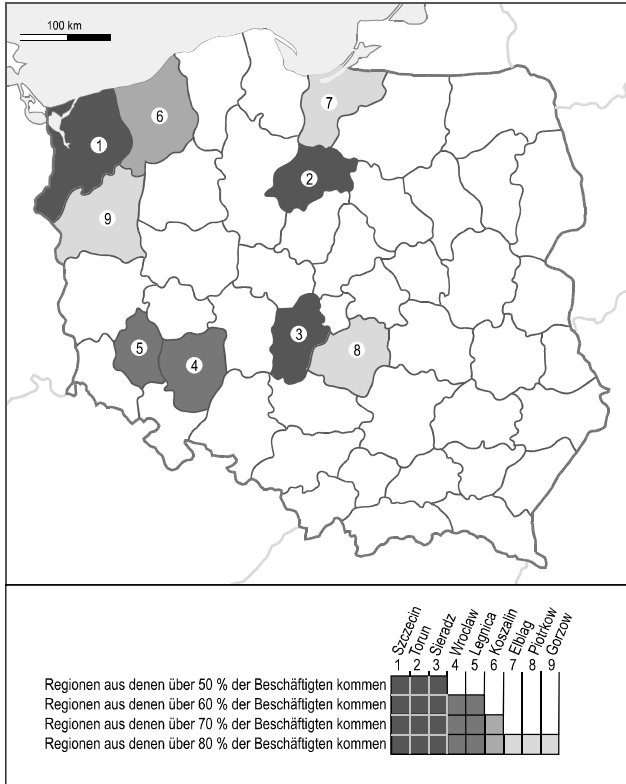 100 km
7
6
1
2
9
3
5
8
4
Szczecin Torun Sieradz Wroclaw Legnica Koszalin Elblag Piotrkow Gorzow
1 2 3 4 5 6 7 8 9
Regionen aus denen über 50 % der Beschäftigten kommen
Regionen aus denen über 60 % der Beschäftigten kommen
Regionen aus denen über 70 % der Beschäftigten kommen
Regionen aus denen über 80 % der Beschäftigten kommen